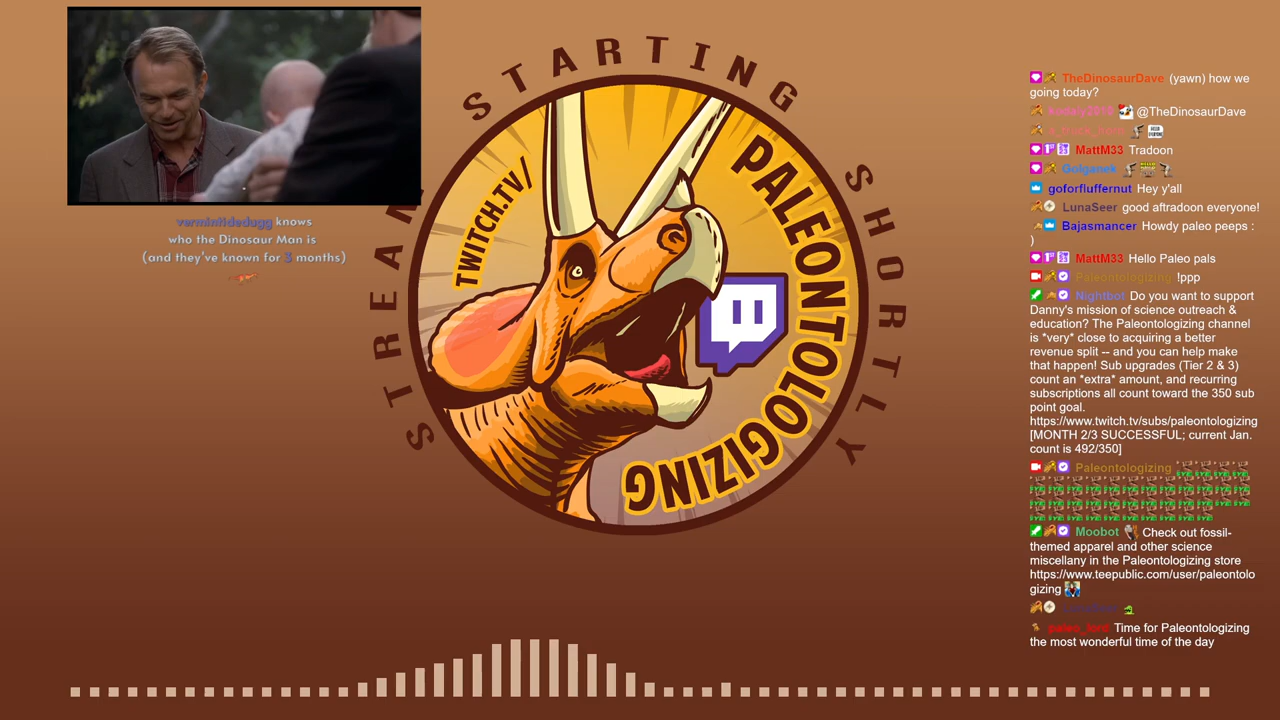 STREAM STARTING SHORTLY
TWITCH.TV/
PALEONTOLOGIZING
vermintidedugg knows
who the Dinosaur Man is
(and they've known for 3 months)
TheDinosaurDave (yawn) how we
going today?
@TheDinosaurDave
MattM33 Tradoon
Golganek
goforfluffernut Hey y'all
LunaSeer good aftradoon everyone!
Bajasmancer Howdy paleo peeps :
)
MattM33 Hello Paleo pals
Paleontologizing !ppp
Nightbot Do you want to support
Danny's mission of science outreach &
education? The Paleontologizing channel
is *very* close to acquiring a better
revenue split -- and you can help make
that happen! Sub upgrades (Tier 2 & 3)
count an *extra* amount, and recurring
subscriptions all count toward the 350 sub
point goal.
https://www.twitch.tv/subs/paleontologizing
[MONTH 2/3 SUCCESSFUL; current Jan.
count is 492/350]
Paleontologizing
Moobot Check out fossil-
themed apparel and other science
miscellany in the Paleontologizing store
https://www.teepublic.com/user/paleontolo
gizing
LunaSeer
paleo_lord Time for Paleontologizing
the most wonderful time of the day